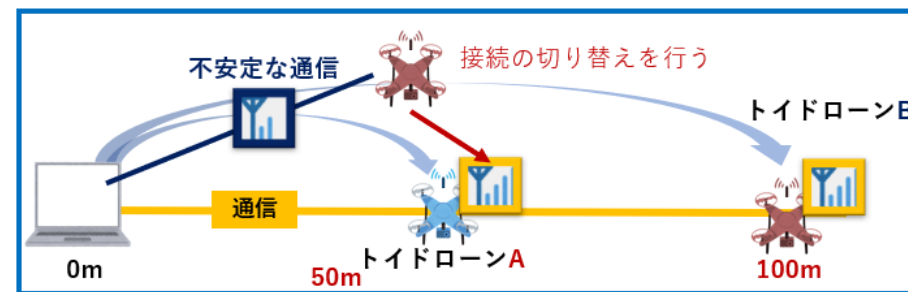 不安定な通信
接続の切り替えを行う
トイドローンB
通信
トイドローンA
0m
50m
100m